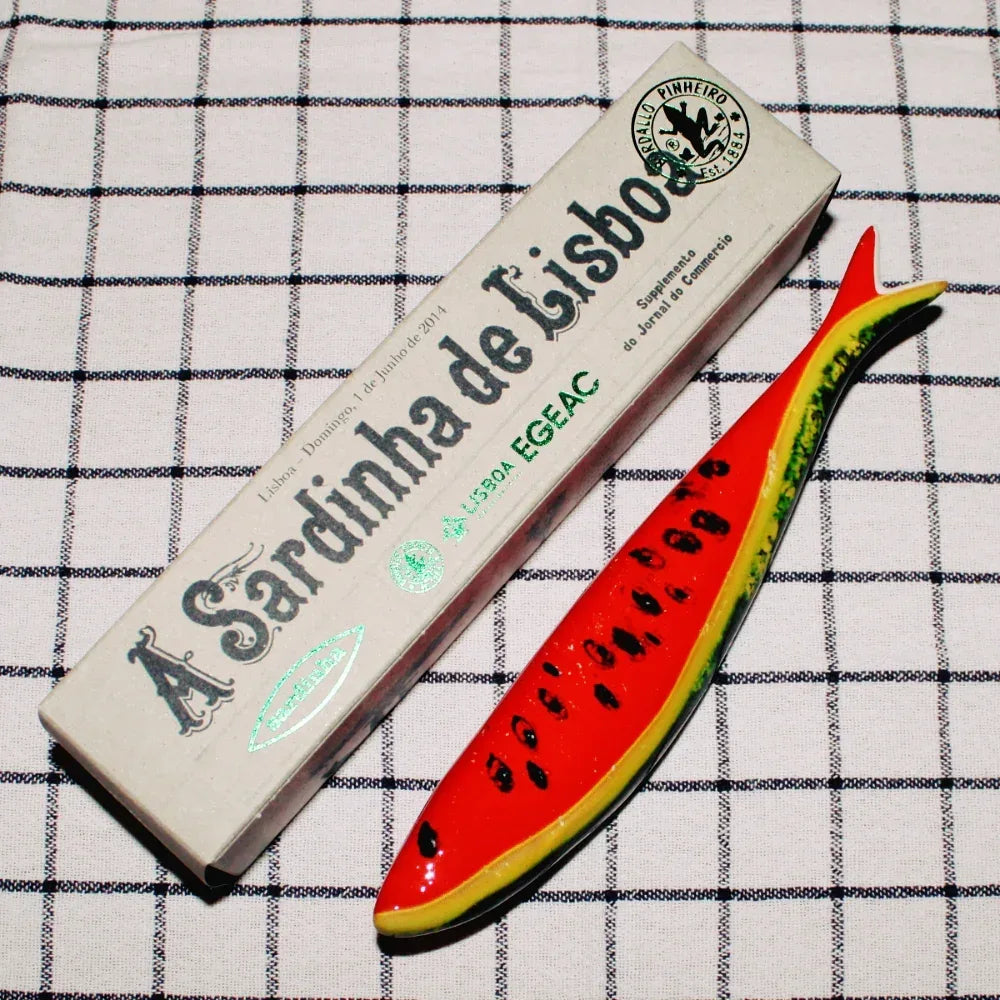 BORDALLO PINHEIRO
®
Est. 1884
Lisboa - Domingo, 1 de Junho de 2014
A Sardinha de Lisboa
Supplemento
do Jornal do Commercio
LISBOA
EGEAC
sardinha